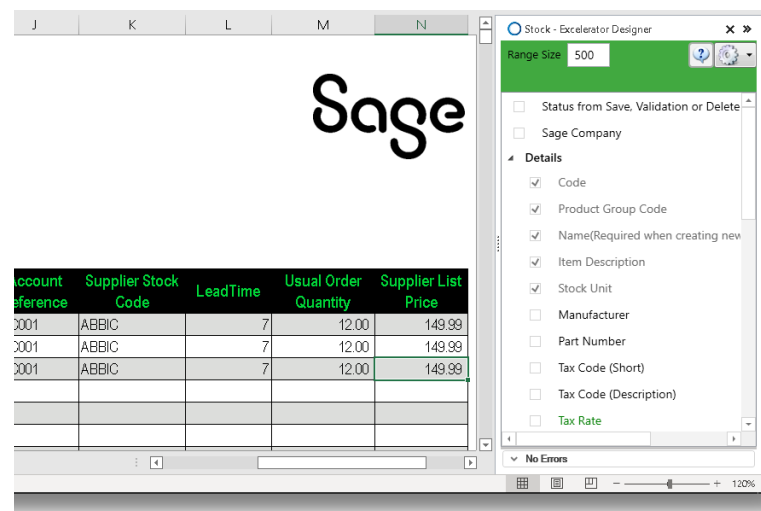 J K L M N
Sage
Account Supplier Stock LeadTime Usual Order Supplier List
Reference Code Quantity Price
C001 ABBIC 7 12.00 149.99
C001 ABBIC 7 12.00 149.99
C001 ABBIC 7 12.00 149.99
Stock - Excelerator Designer
Range Size 500
Status from Save, Validation or Delete
Sage Company
Details
Code
Product Group Code
Name(Required when creating new
Item Description
Stock Unit
Manufacturer
Part Number
Tax Code (Short)
Tax Code (Description)
Tax Rate
No Errors
120%